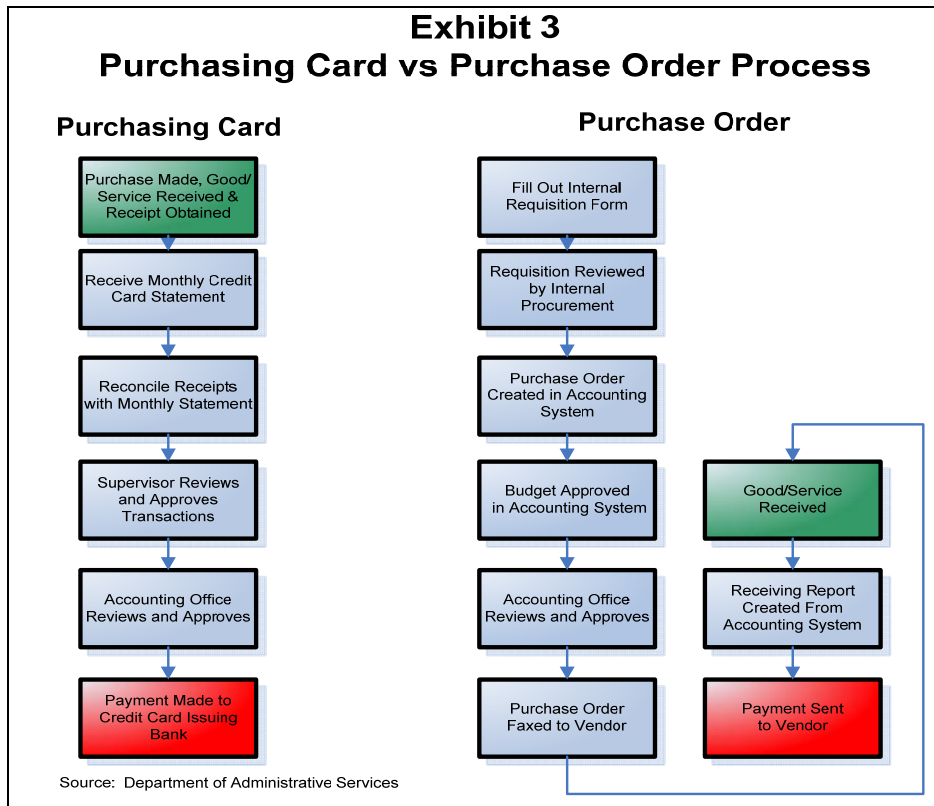 Exhibit 3
Purchasing Card vs Purchase Order Process
Purchasing Card
Purchase Made, Good/
Service Received &
Receipt Obtained
Receive Monthly Credit
Card Statement
Reconcile Receipts
with Monthly Statement
Supervisor Reviews
and Approves
Transactions
Accounting Office
Reviews and Approves
Payment Made to
Credit Card Issuing
Bank
Purchase Order
Fill Out Internal
Requisition Form
Requisition Reviewed
by Internal
Procurement
Purchase Order
Created in Accounting
System
Budget Approved
in Accounting System
Accounting Office
Reviews and Approves
Purchase Order
Faxed to Vendor
Good/Service
Received
Receiving Report
Created From
Accounting System
Payment Sent
to Vendor
Source: Department of Administrative Services